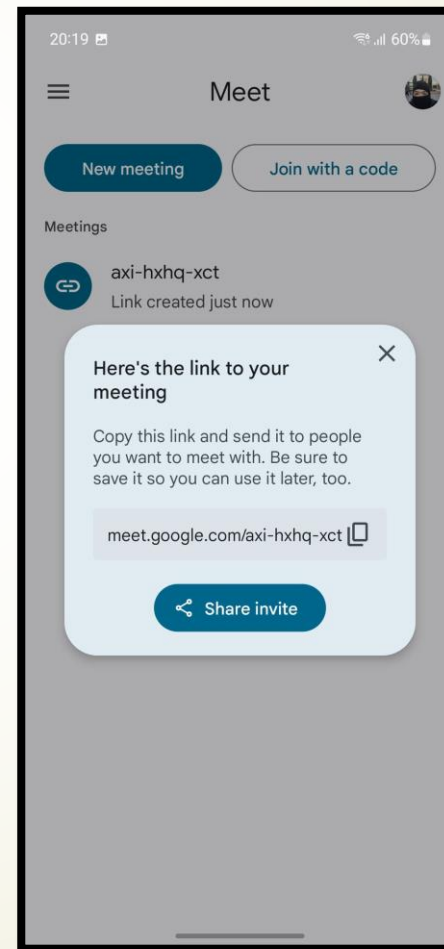 20:19
60%
Meet
New meeting
Join with a code
Meetings
axi-hxhq-xct
Link created just now
Here's the link to your
meeting
Copy this link and send it to people
you want to meet with. Be sure to
save it so you can use it later, too.
meet.google.com/axi-hxhq-xct
Share invite